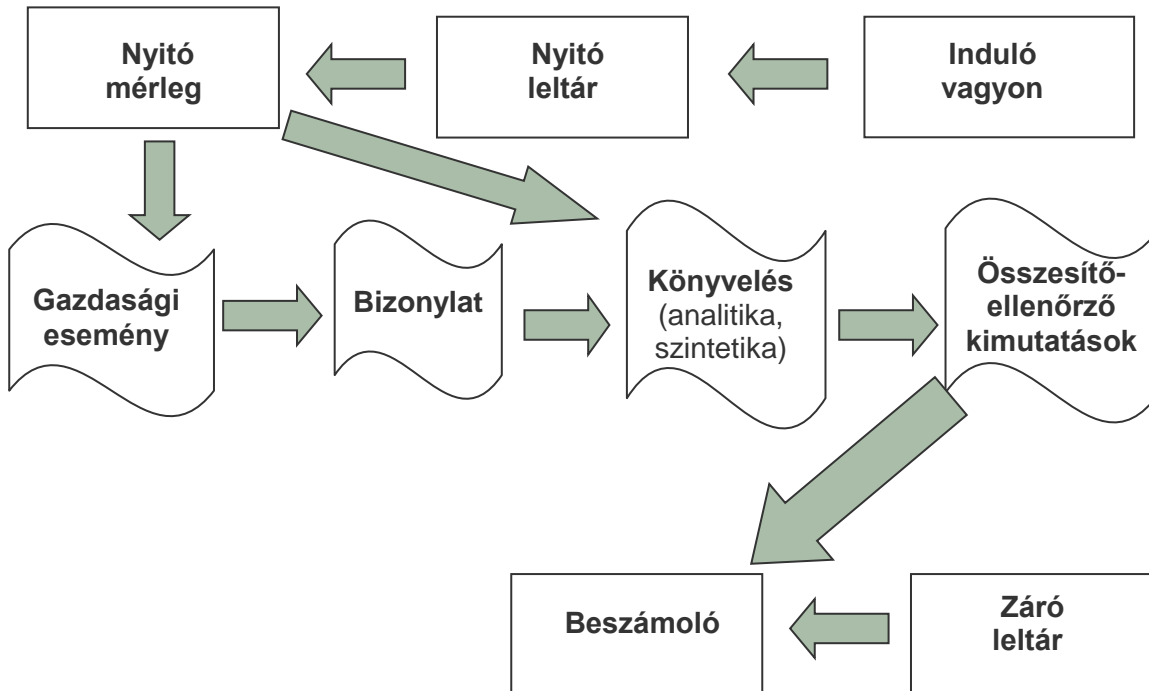 Nyitó
mérleg
Nyitó
leltár
Induló
vagyon
Gazdasági
esemény
Bizonylat
Könyvelés
(analitika,
szintetika)
Összesítő-
ellenőrző
kimutatások
Beszámoló
Záró
leltár